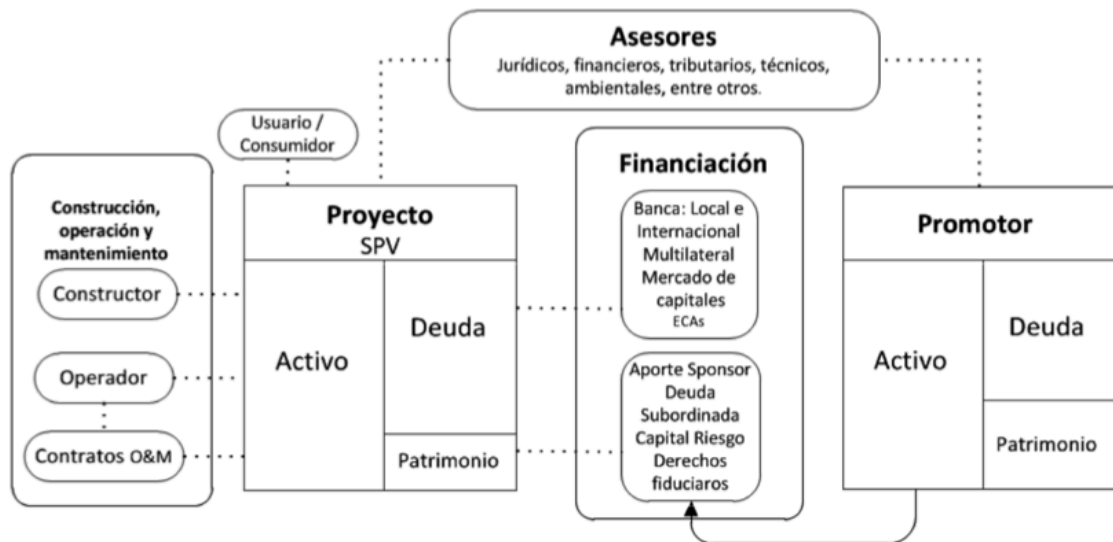 Asesores
Jurídicos, financieros, tributarios, técnicos,
ambientales, entre otros.
Usuario /
Consumidor
Construcción,
operación y
mantenimiento
Constructor
Operador
Contratos O&M
Proyecto
SPV
Activo
Deuda
Patrimonio
Financiación
Banca: Local e
Internacional
Multilateral
Mercado de
capitales
ECAs
Aporte Sponsor
Deuda
Subordinada
Capital Riesgo
Derechos
fiduciaros
Promotor
Activo
Deuda
Patrimonio